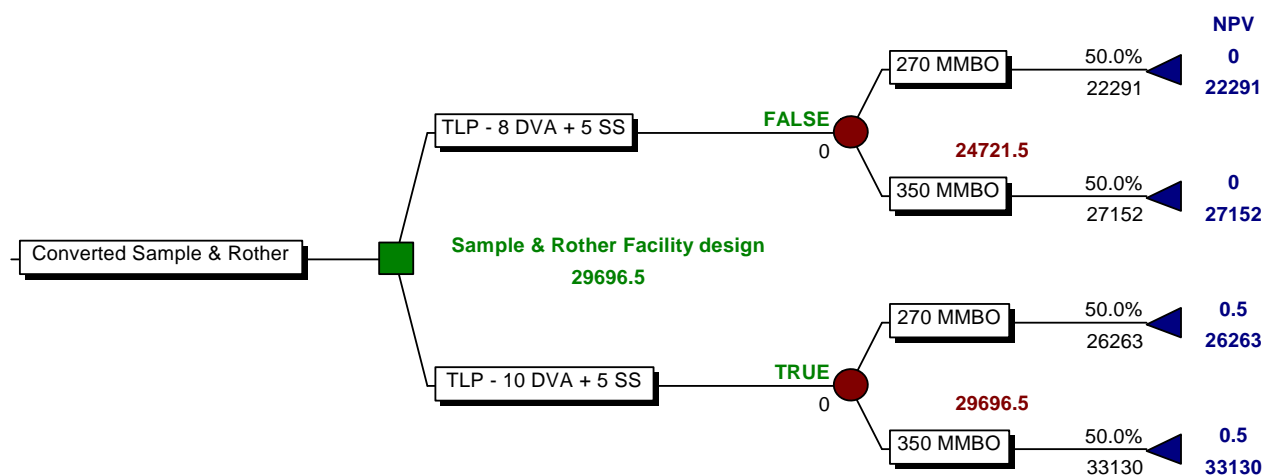 NPV
270 MMBO
50.0%
0
22291
22291
TLP - 8 DVA + 5 SS
FALSE
0
24721.5
350 MMBO
50.0%
0
27152
27152
Converted Sample & Rother
Sample & Rother Facility design
29696.5
270 MMBO
50.0%
0.5
26263
26263
TLP - 10 DVA + 5 SS
TRUE
0
29696.5
350 MMBO
50.0%
0.5
33130
33130